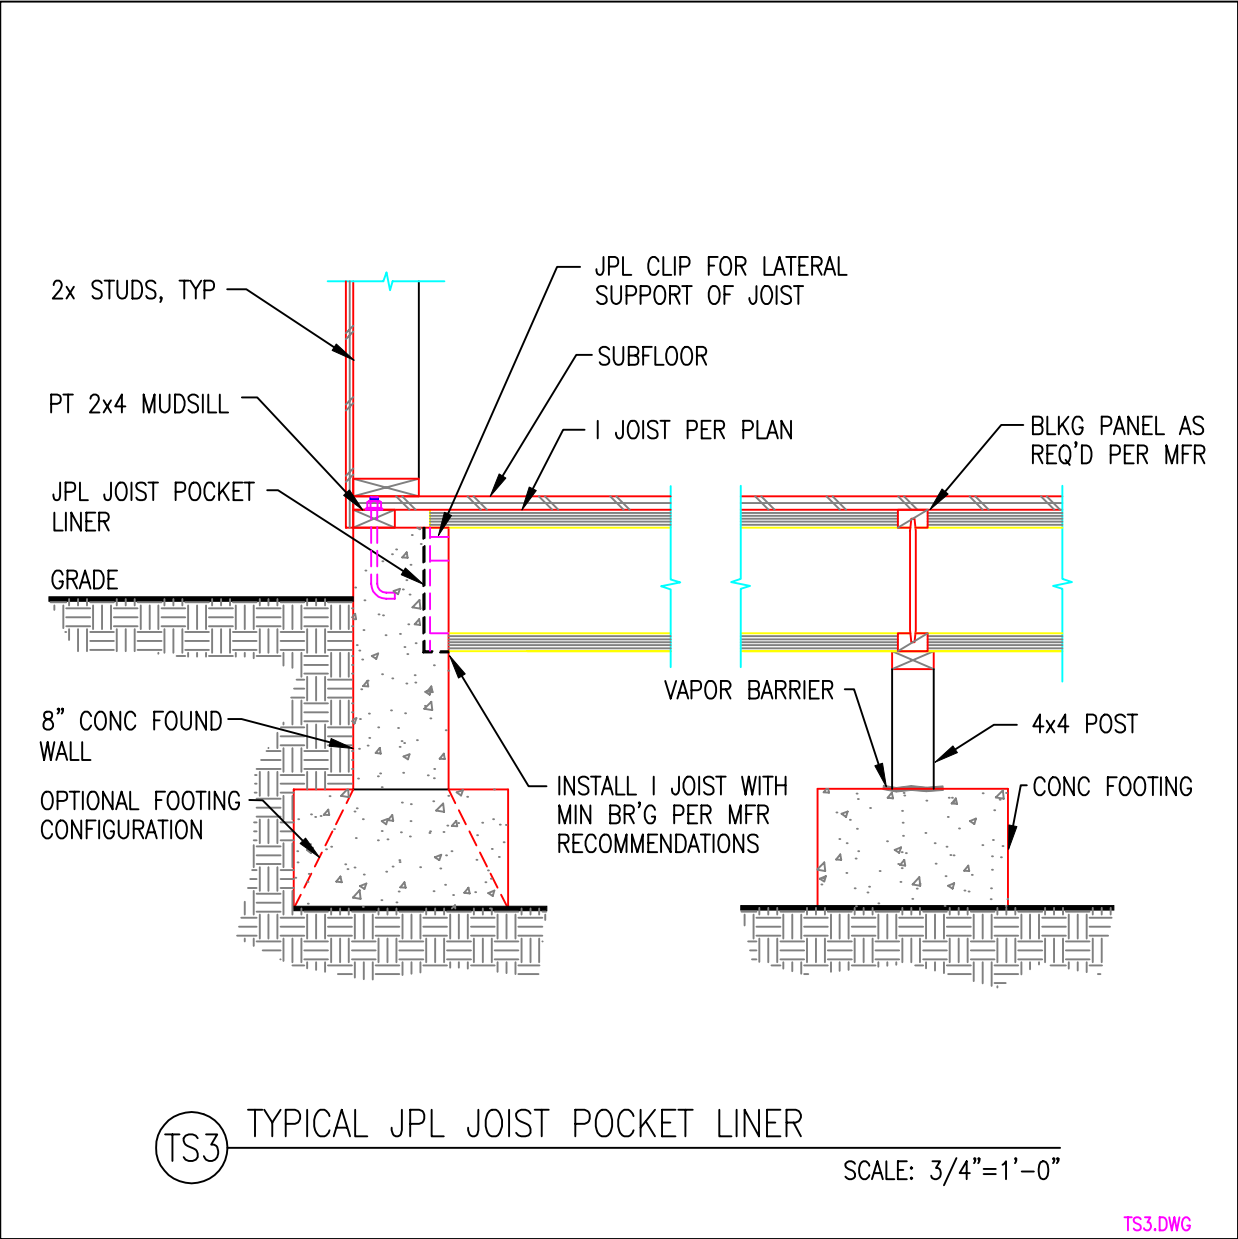 2x STUDS, TYP
JPL CLIP FOR LATERAL
SUPPORT OF JOIST
SUBFLOOR
PT 2x4 MUDSILL
I JOIST PER PLAN
BLKG PANEL AS
REQ'D PER MFR
JPL JOIST POCKET
LINER
GRADE
VAPOR BARRIER
8" CONC FOUND
WALL
4x4 POST
OPTIONAL FOOTING
CONFIGURATION
INSTALL I JOIST WITH
MIN BR'G PER MFR
RECOMMENDATIONS
CONC FOOTING
TS3
TYPICAL JPL JOIST POCKET LINER
SCALE: 3/4"=1'-0"
TS3.DWG